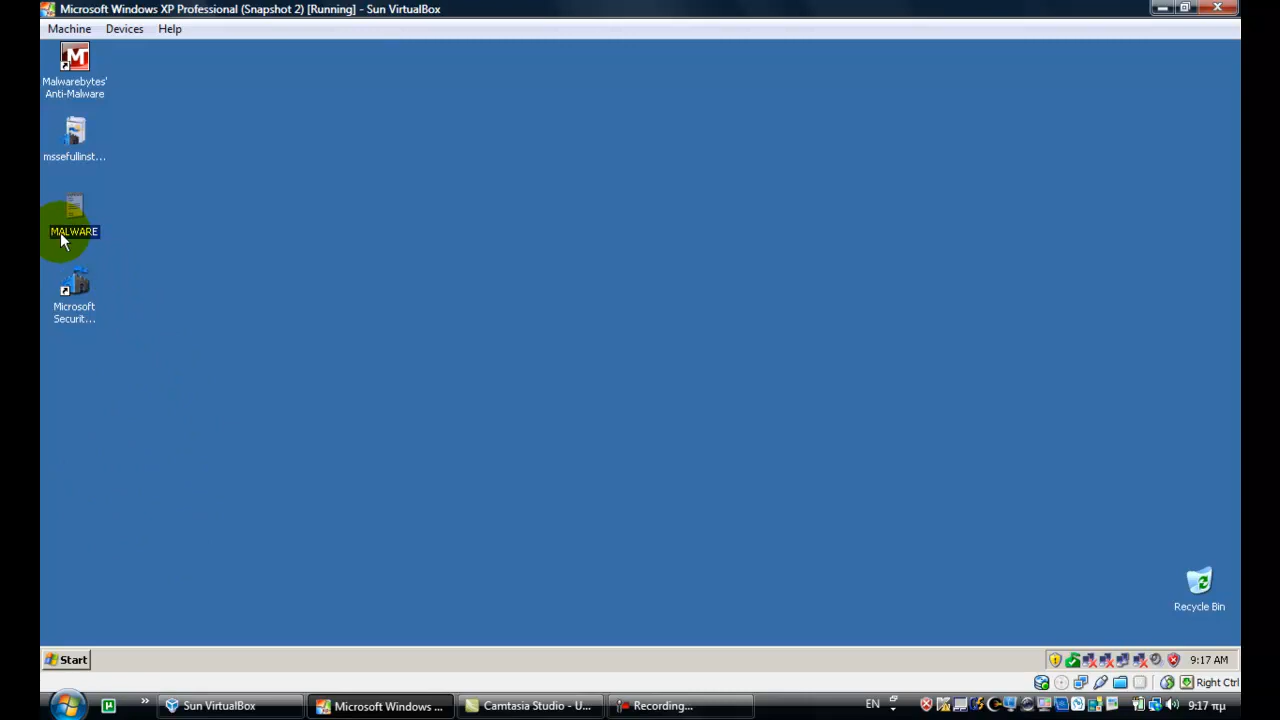 Microsoft Windows XP Professional (Snapshot 2) [Running] - Sun VirtualBox
Machine Devices Help
M
Malwarebytes'
Anti-Malware
mssefullinst...
MALWARE
Microsoft
Securit...
Recycle Bin
Start 9:17 AM
Right Ctrl
µ » Sun VirtualBox Microsoft Windows ... Camtasia Studio - U... Recording... EN 9:17 πμ